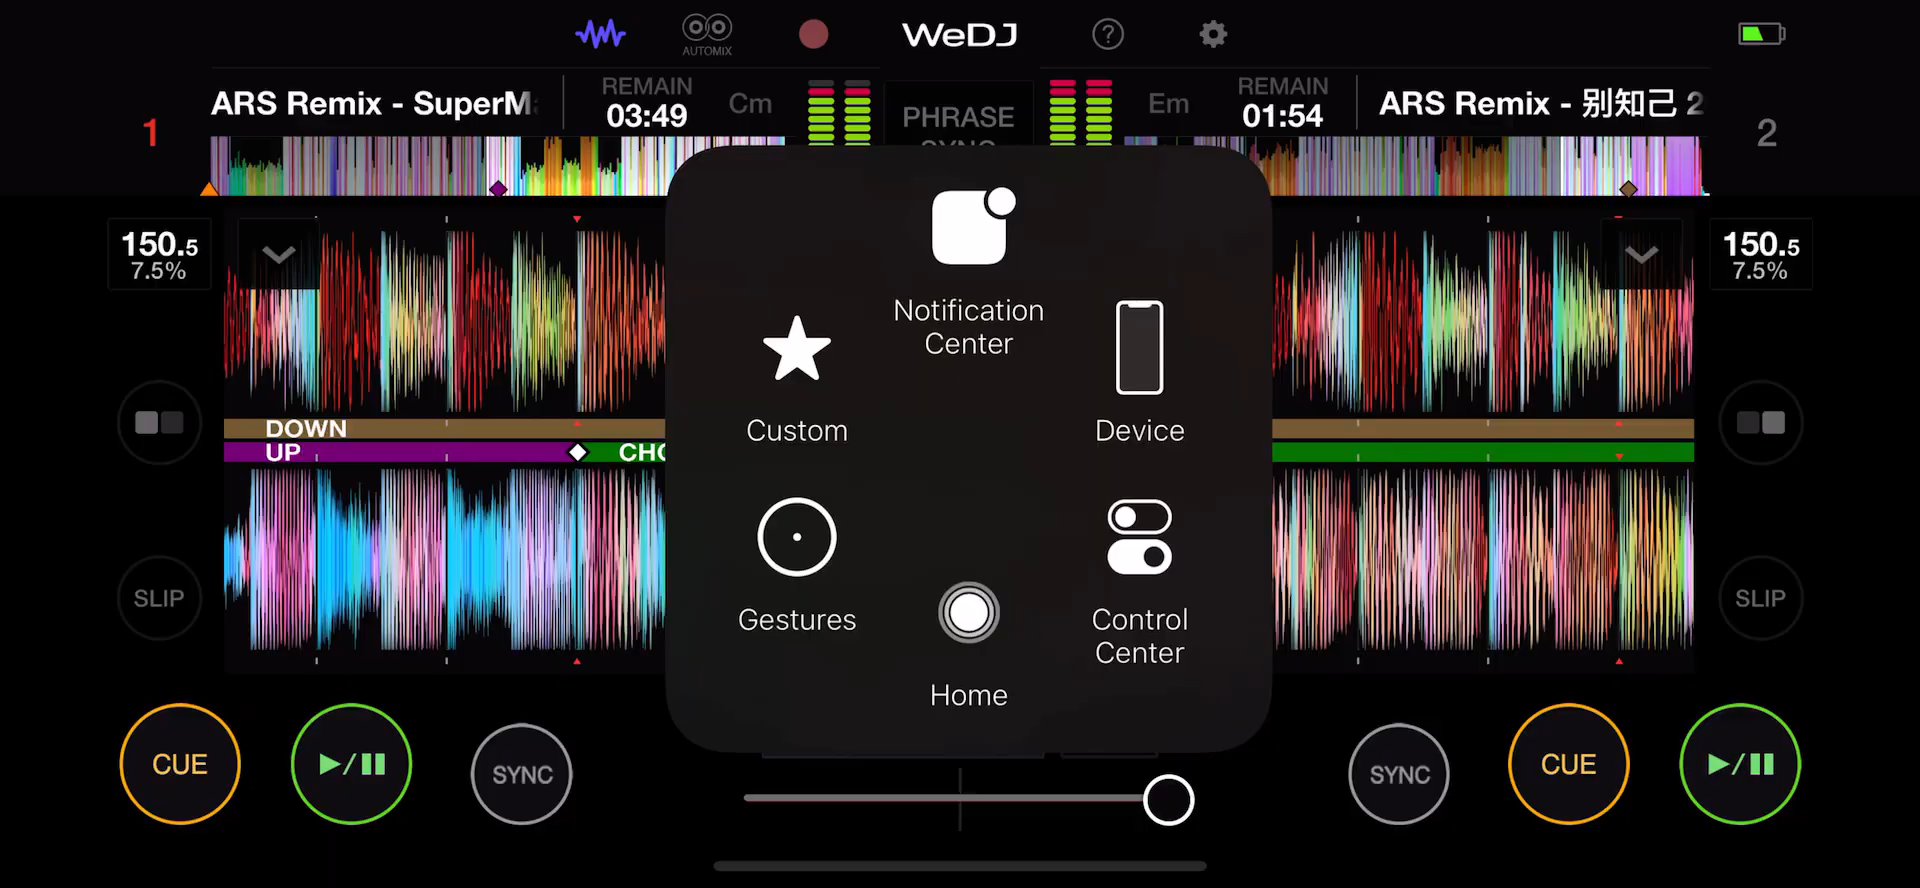 AUTOMIX
WeDJ
?
1
ARS Remix - SuperM
REMAIN
03:49
Cm
PHRASE
SYNC
Em
REMAIN
01:54
ARS Remix - 别知己 2
2
150.5
7.5%
150.5
7.5%
Notification
Center
Custom
Device
DOWN
UP
CHO
Gestures
Control
Center
Home
SLIP
SLIP
CUE
SYNC
SYNC
CUE